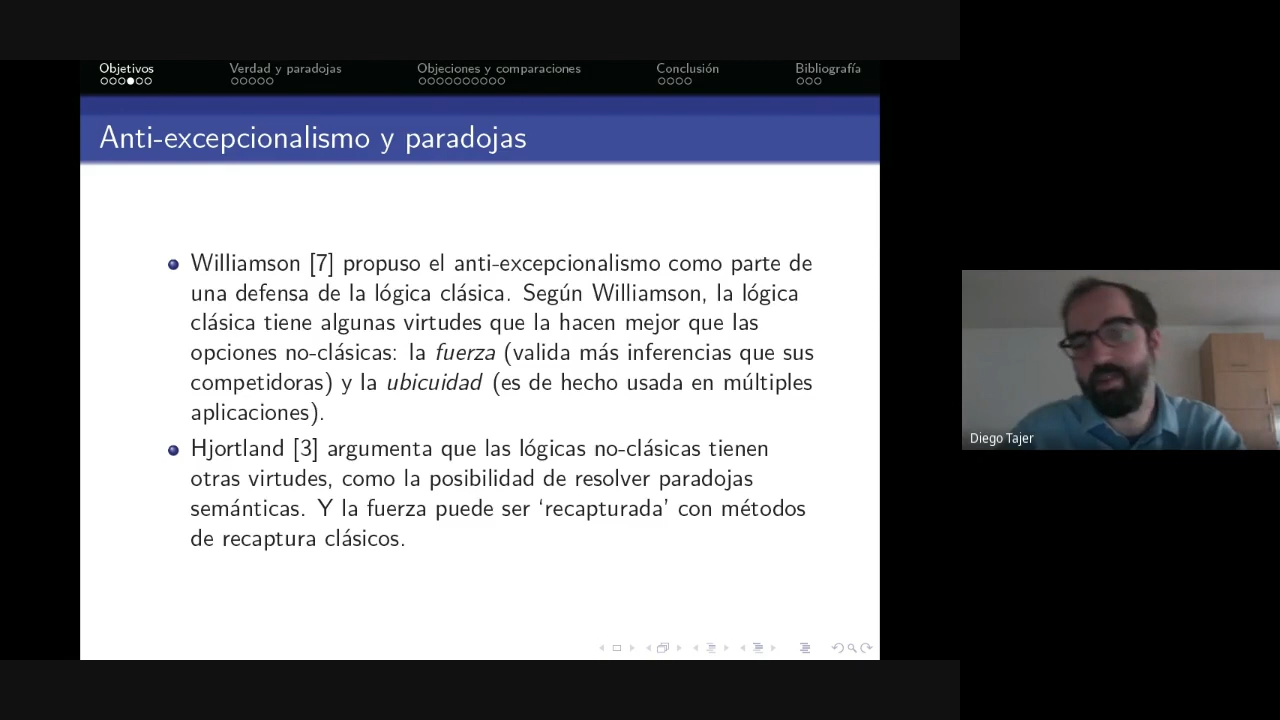 Objetivos Verdad y paradojas Objeciones y comparaciones Conclusión Bibliografía
Anti-excepcionalismo y paradojas
Williamson [7] propuso el anti-excepcionalismo como parte de
una defensa de la lógica clásica. Según Williamson, la lógica
clásica tiene algunas virtudes que la hacen mejor que las
opciones no-clásicas: la fuerza (valida más inferencias que sus
competidoras) y la ubicuidad (es de hecho usada en múltiples
aplicaciones).
Hjortland [3] argumenta que las lógicas no-clásicas tienen
otras virtudes, como la posibilidad de resolver paradojas
semánticas. Y la fuerza puede ser ‘recapturada’ con métodos
de recaptura clásicos.
Diego Tajer